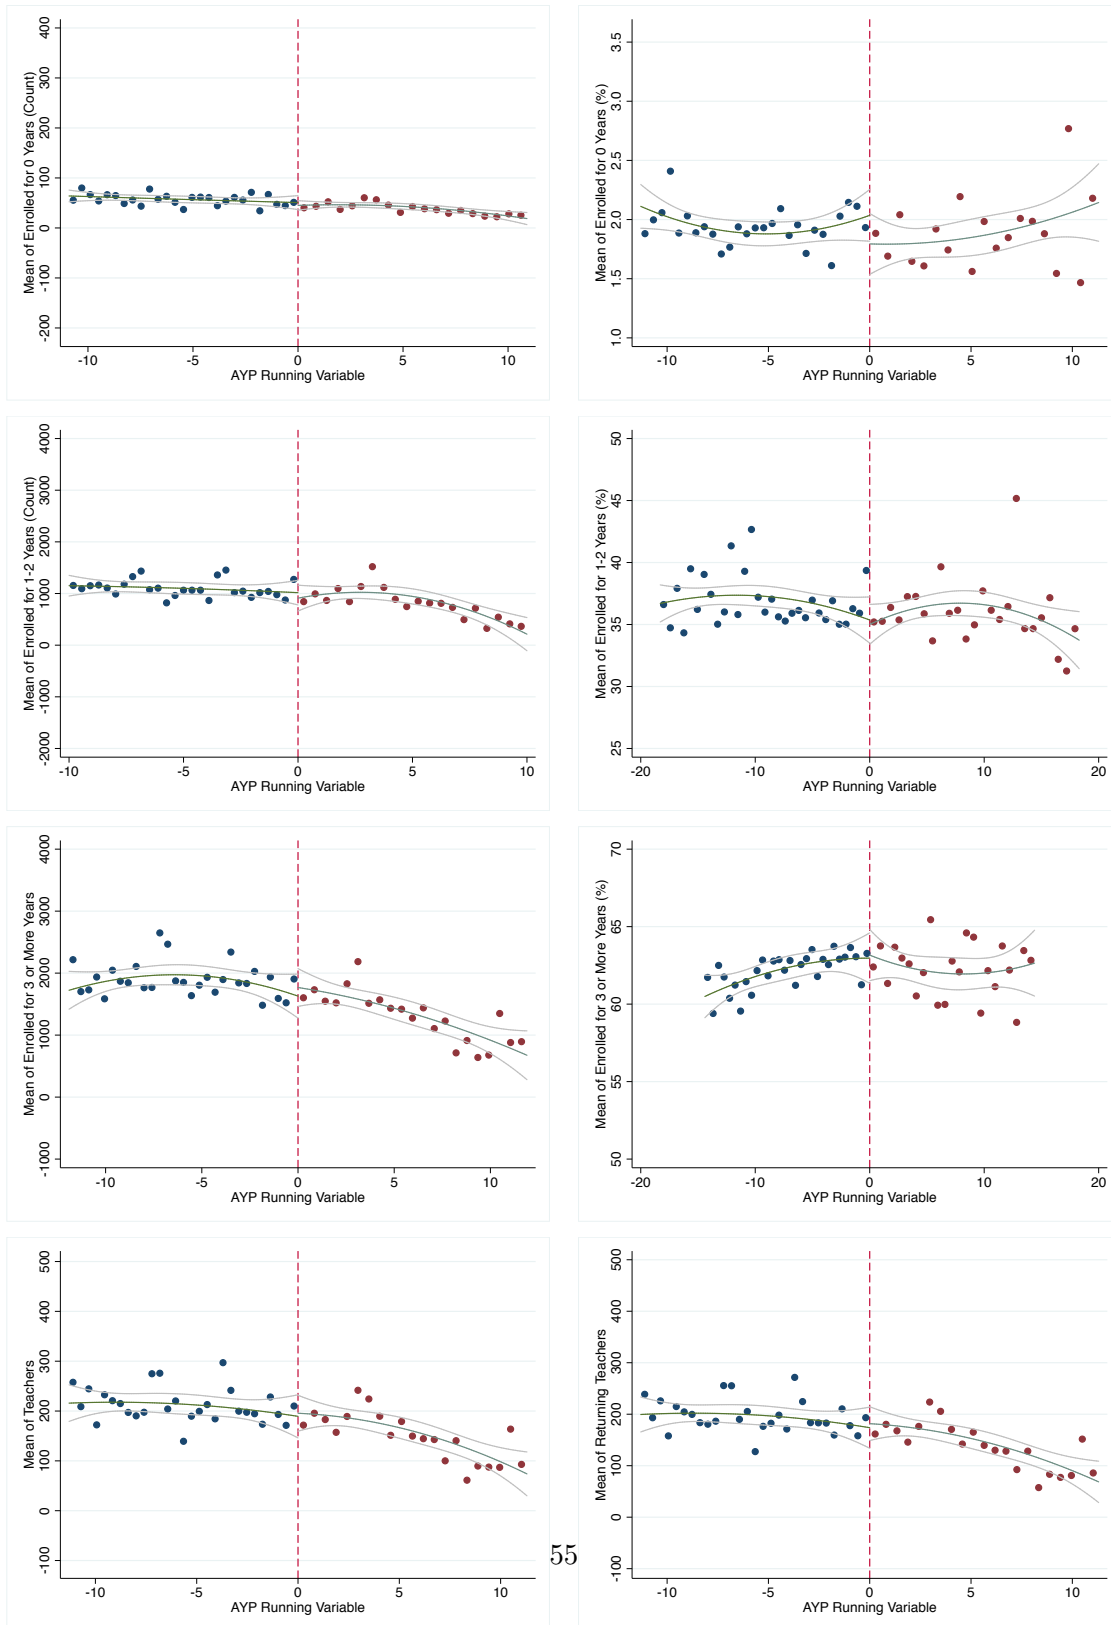 Mean of Enrolled for 0 Years (Count)
400
300
200
100
0
-100
-200
-10 -5 0 5 10
AYP Running Variable
Mean of Enrolled for 0 Years (%)
3.5
3.0
2.5
2.0
1.5
1.0
-10 -5 0 5 10
AYP Running Variable
Mean of Enrolled for 1-2 Years (Count)
4000
3000
2000
1000
0
-1000
-2000
-10 -5 0 5 10
AYP Running Variable
Mean of Enrolled for 1-2 Years (%)
50
45
40
35
30
25
-20 -10 0 10 20
AYP Running Variable
Mean of Enrolled for 3 or More Years
4000
3000
2000
1000
0
-1000
-10 -5 0 5 10
AYP Running Variable
Mean of Enrolled for 3 or More Years (%)
70
65
60
55
50
-20 -10 0 10 20
AYP Running Variable
Mean of Teachers
500
400
300
200
100
0
-100
-10 -5 0 5 10
AYP Running Variable
Mean of Returning Teachers
500
400
300
200
100
0
-100
-10 -5 0 5 10
AYP Running Variable
55